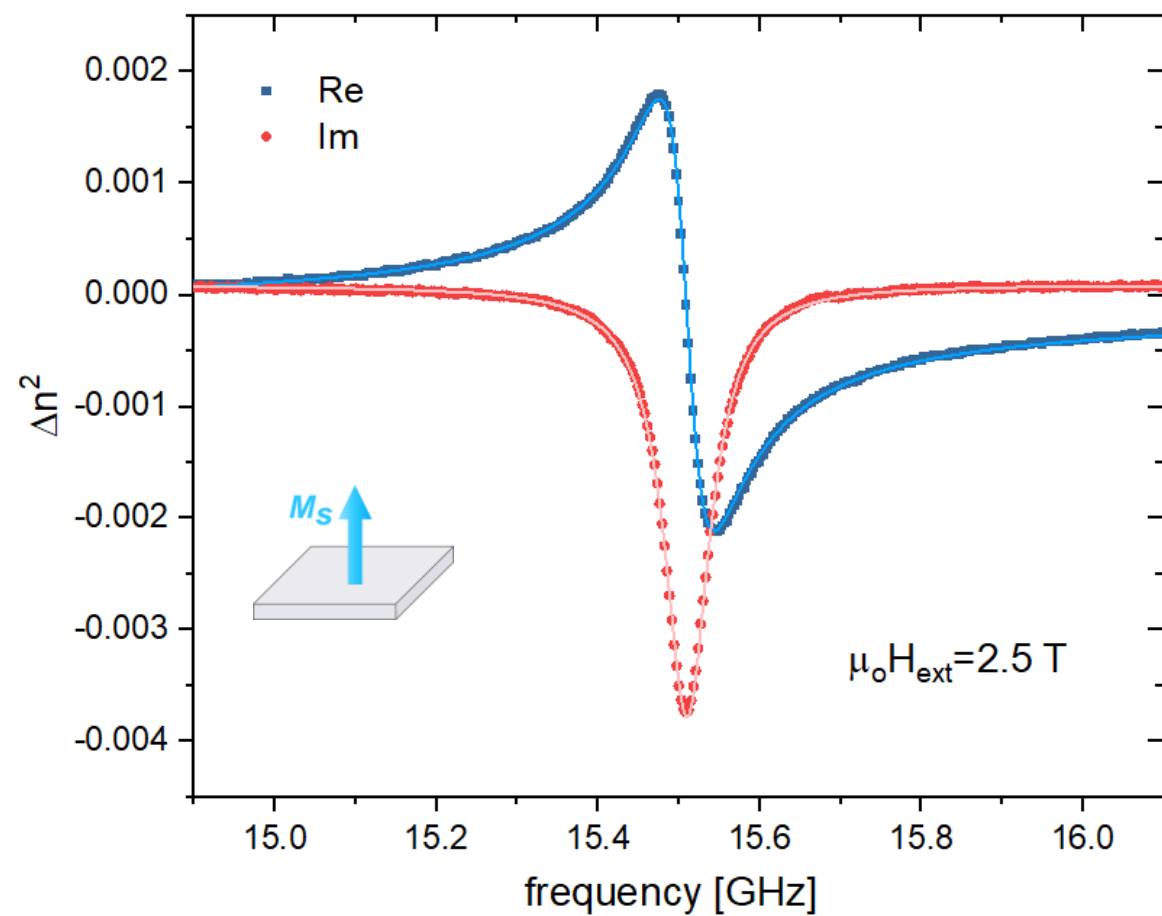 0.002
0.001
0.000
-0.001
-0.002
-0.003
-0.004
Δn²
Re
Im
Ms
μₒHₑₓₜ=2.5 T
15.0 15.2 15.4 15.6 15.8 16.0
frequency [GHz]